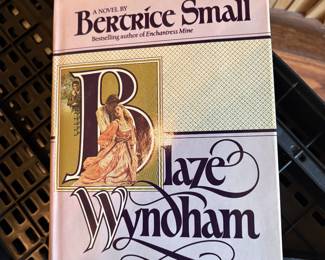 A NOVEL BY
BERTRICE SMALL
Bestselling author of Enchantress Mine
Blaze
Wyndham